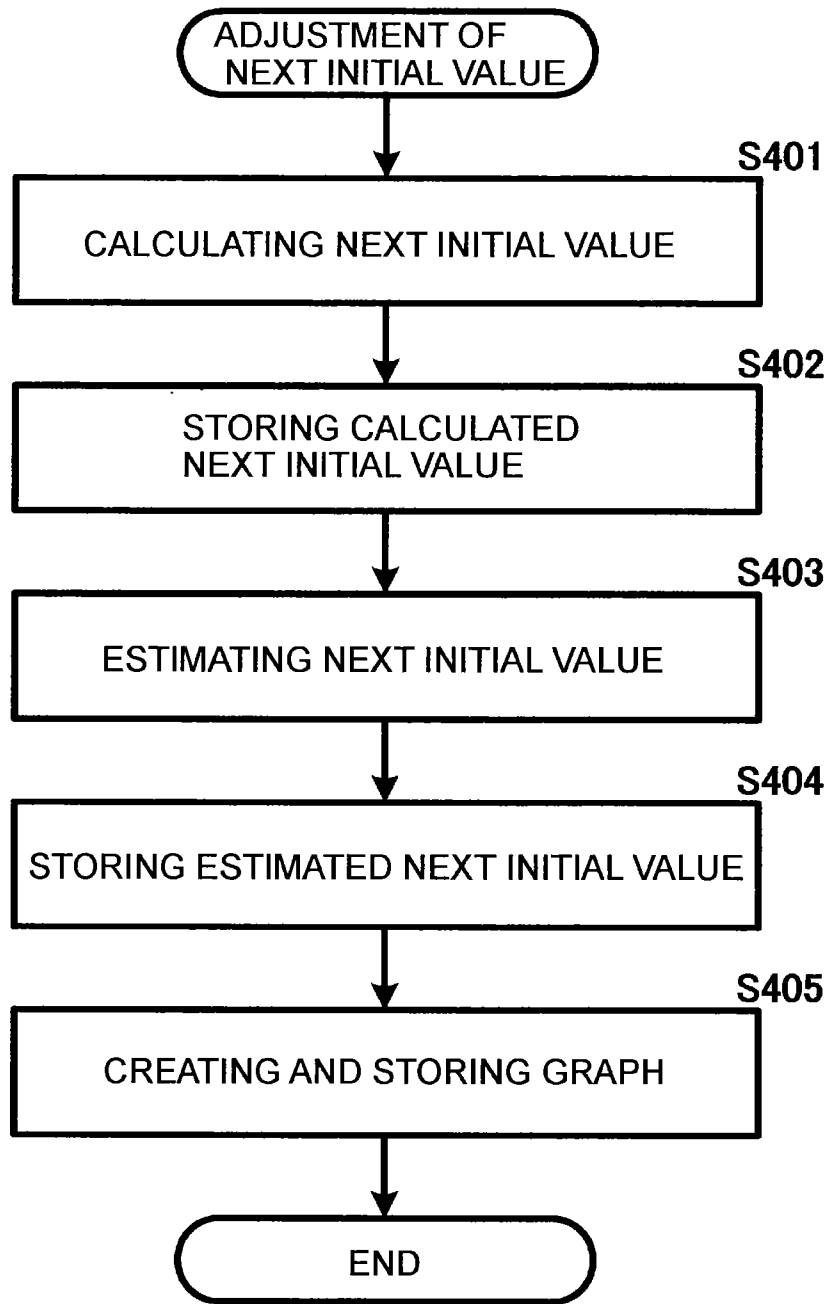 ADJUSTMENT OF
NEXT INITIAL VALUE
S401
CALCULATING NEXT INITIAL VALUE
S402
STORING CALCULATED
NEXT INITIAL VALUE
S403
ESTIMATING NEXT INITIAL VALUE
S404
STORING ESTIMATED NEXT INITIAL VALUE
S405
CREATING AND STORING GRAPH
END